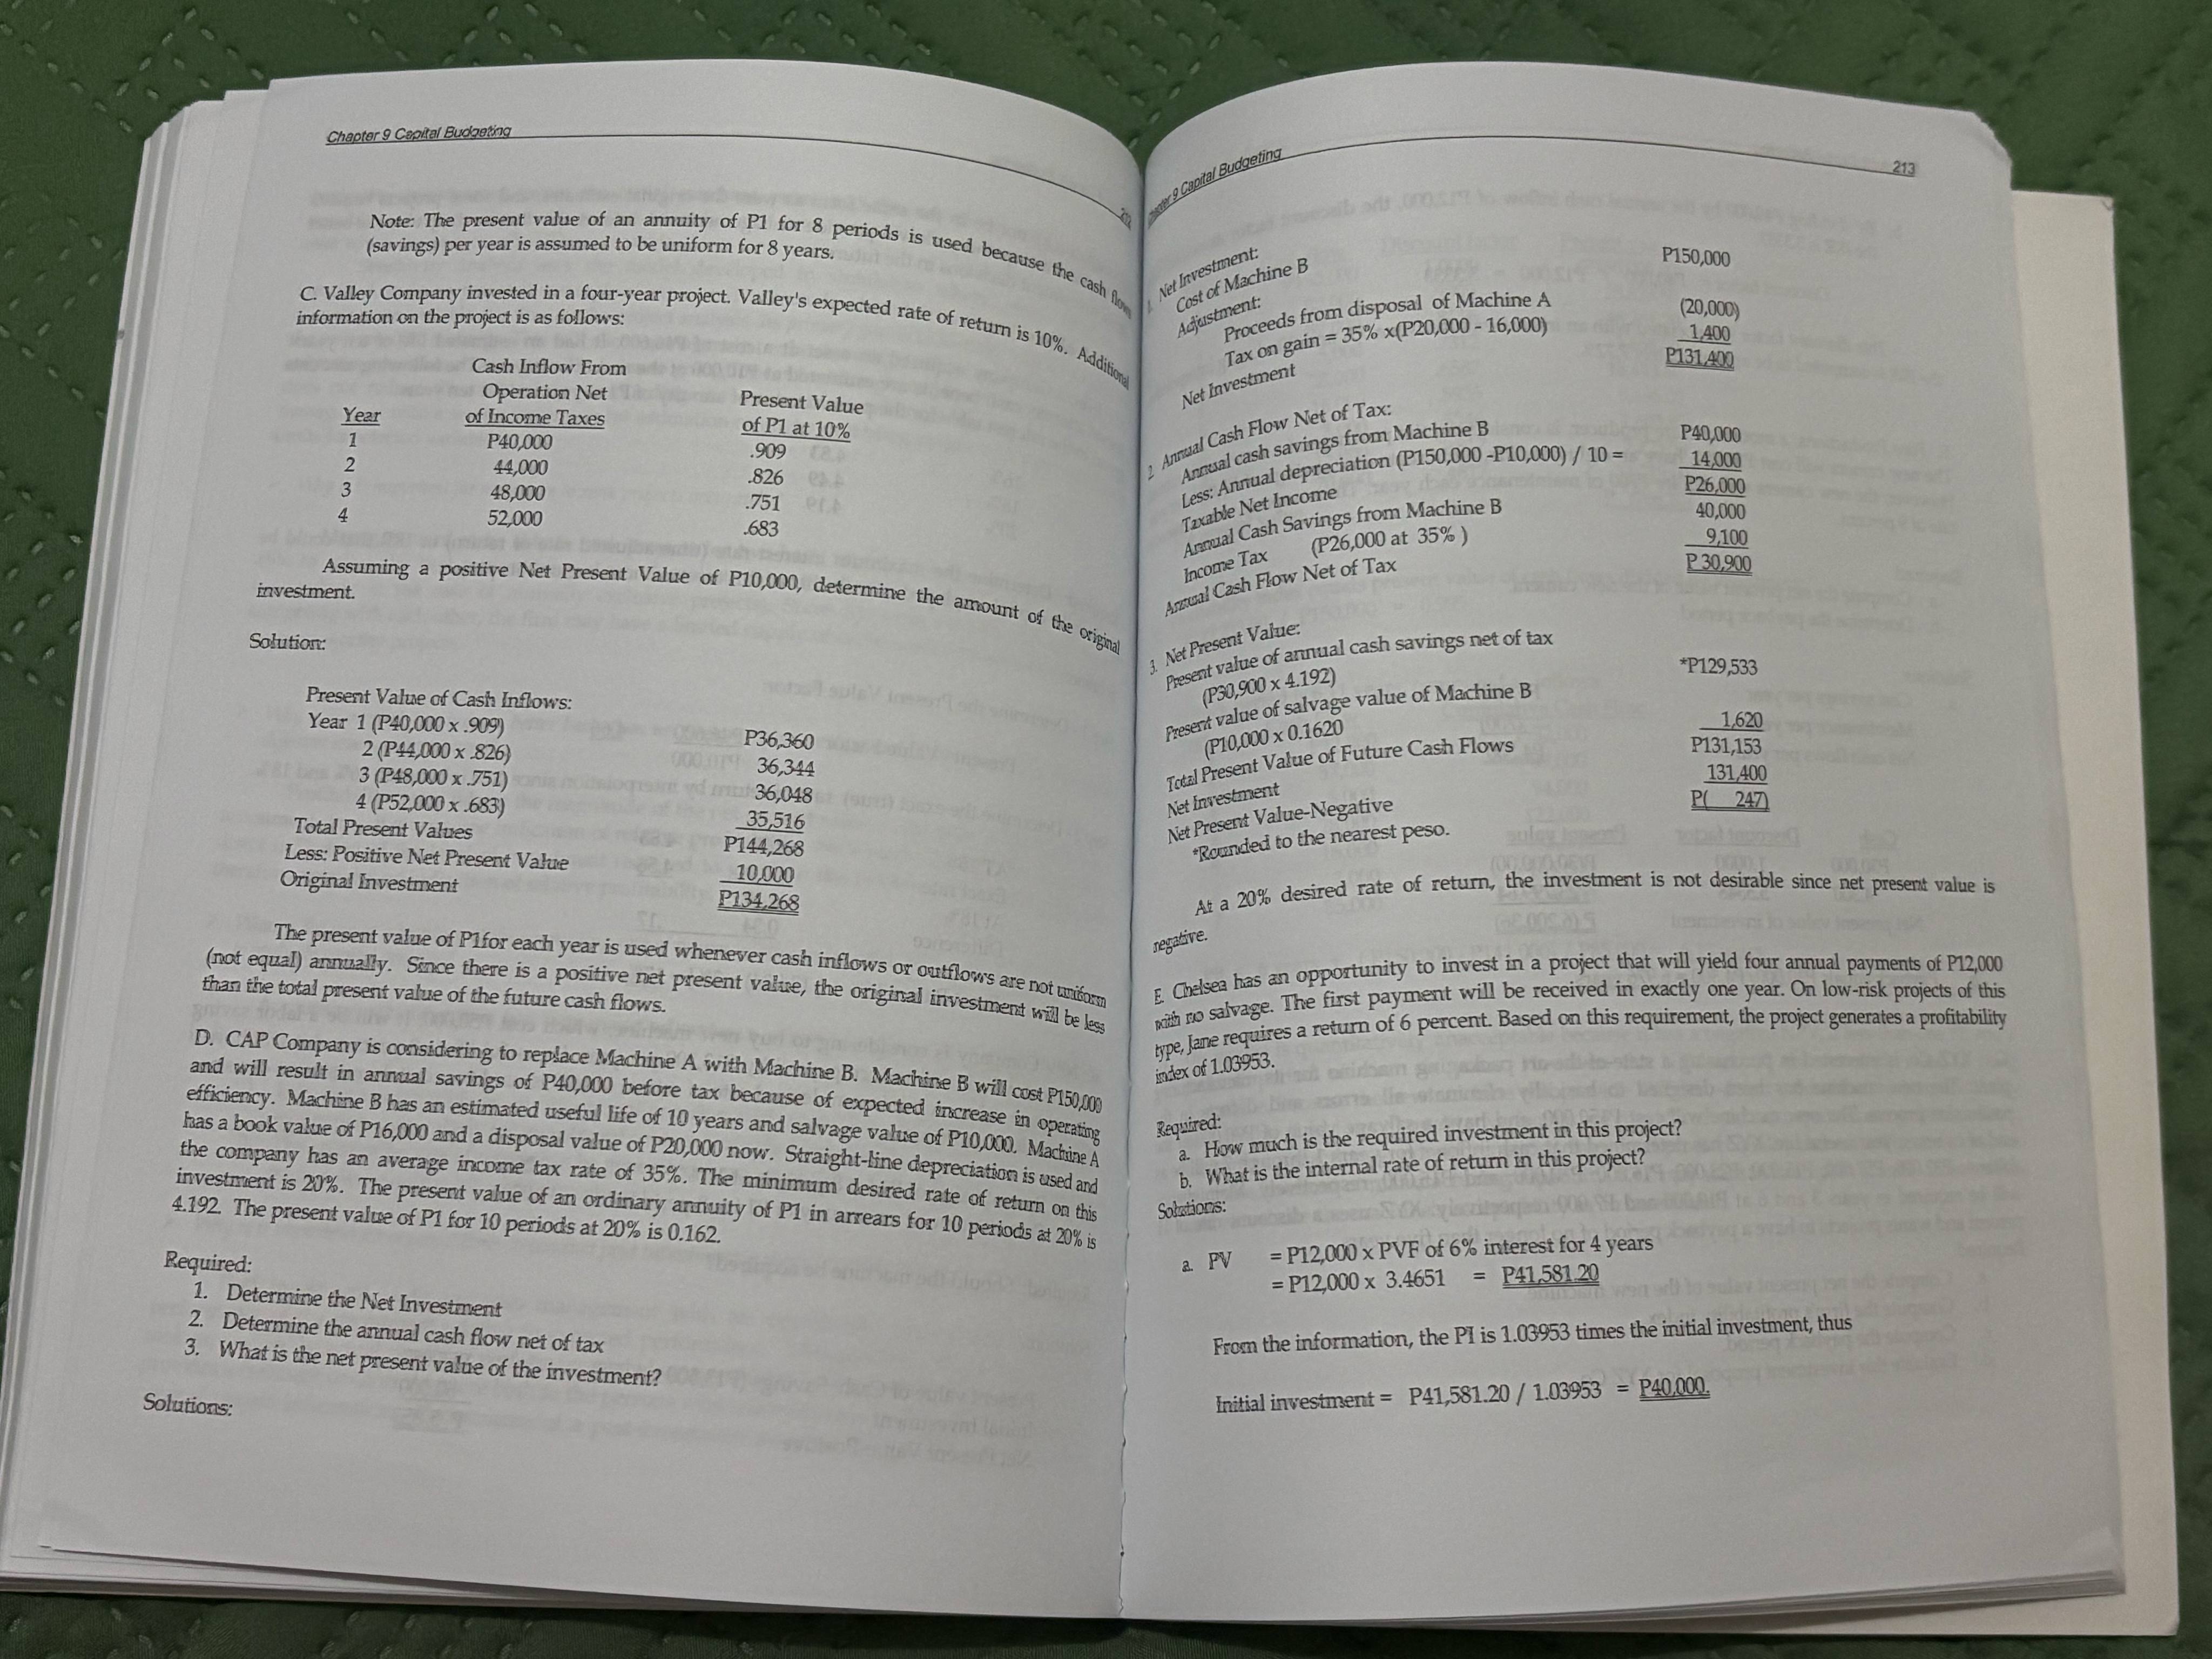 Chapter 9 Capital Budgeting
212
Note: The present value of an annuity of P1 for 8 periods is used because the cash flows
(savings) per year is assumed to be uniform for 8 years.
C. Valley Company invested in a four-year project. Valley's expected rate of return is 10%. Additional
information on the project is as follows:
Cash Inflow From
Operation Net Present Value
Year of Income Taxes of P1 at 10%
1 P40,000 .909
2 44,000 .826
3 48,000 .751
4 52,000 .683
Assuming a positive Net Present Value of P10,000, determine the amount of the original
investment.
Solution:
Present Value of Cash Inflows:
Year 1 (P40,000 x .909) P36,360
2 (P44,000 x .826) 36,344
3 (P48,000 x .751) 36,048
4 (P52,000 x .683) 35,516
Total Present Values P144,268
Less: Positive Net Present Value 10,000
Original Investment P134,268
The present value of P1for each year is used whenever cash inflows or outflows are not uniform
(not equal) annually. Since there is a positive net present value, the original investment will be less
than the total present value of the future cash flows.
D. CAP Company is considering to replace Machine A with Machine B. Machine B will cost P150,000
and will result in annual savings of P40,000 before tax because of expected increase in operating
efficiency. Machine B has an estimated useful life of 10 years and salvage value of P10,000. Machine A
has a book value of P16,000 and a disposal value of P20,000 now. Straight-line depreciation is used and
the company has an average income tax rate of 35%. The minimum desired rate of return on this
investment is 20%. The present value of an ordinary annuity of P1 in arrears for 10 periods at 20% is
4.192. The present value of P1 for 10 periods at 20% is 0.162.
Required:
1. Determine the Net Investment
2. Determine the annual cash flow net of tax
3. What is the net present value of the investment?
Solutions:
Chapter 9 Capital Budgeting 213
1. Net Investment:
Cost of Machine B P150,000
Adjustment:
Proceeds from disposal of Machine A (20,000)
Tax on gain = 35% x(P20,000 - 16,000) 1,400
Net Investment P131,400
2. Annual Cash Flow Net of Tax:
Annual cash savings from Machine B P40,000
Less: Annual depreciation (P150,000 -P10,000) / 10 = 14,000
Taxable Net Income P26,000
Annual Cash Savings from Machine B 40,000
Income Tax (P26,000 at 35% ) 9,100
Annual Cash Flow Net of Tax P 30,900
3. Net Present Value:
Present value of annual cash savings net of tax
(P30,900 x 4.192) *P129,533
Present value of salvage value of Machine B
(P10,000 x 0.1620 1,620
Total Present Value of Future Cash Flows P131,153
Net Investment 131,400
Net Present Value-Negative P( 247)
*Rounded to the nearest peso.
At a 20% desired rate of return, the investment is not desirable since net present value is
negative.
E. Chelsea has an opportunity to invest in a project that will yield four annual payments of P12,000
with no salvage. The first payment will be received in exactly one year. On low-risk projects of this
type, Jane requires a return of 6 percent. Based on this requirement, the project generates a profitability
index of 1.03953.
Required:
a. How much is the required investment in this project?
b. What is the internal rate of return in this project?
Solutions:
a. PV = P12,000 x PVF of 6% interest for 4 years
= P12,000 x 3.4651 = P41,581.20
From the information, the PI is 1.03953 times the initial investment, thus
Initial investment = P41,581.20 / 1.03953 = P40,000.